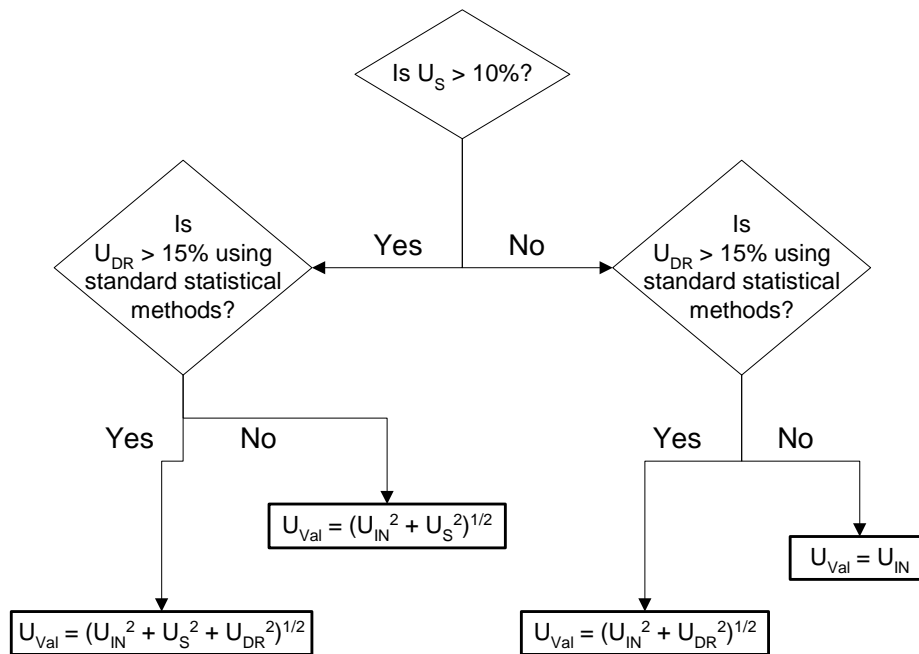 Is U_S > 10%?
Is
U_DR > 15% using
standard statistical
methods?
Yes
No
Is
U_DR > 15% using
standard statistical
methods?
Yes
No
Yes
No
U_Val = (U_IN^2 + U_S^2)^1/2
U_Val = U_IN
U_Val = (U_IN^2 + U_S^2 + U_DR^2)^1/2
U_Val = (U_IN^2 + U_DR^2)^1/2